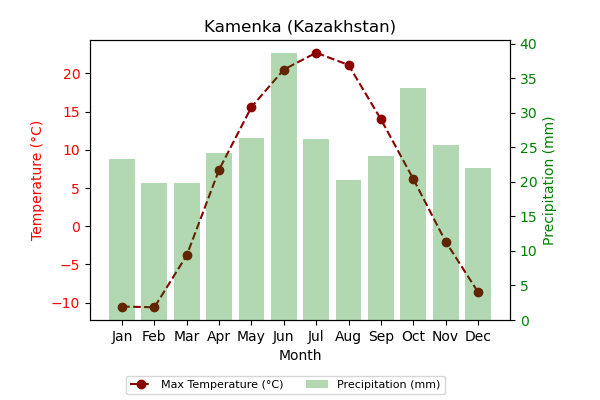 Kamenka (Kazakhstan)
Temperature (°C)
20
15
10
5
0
−5
−10
40
35
30
25
20
15
10
5
0
Precipitation (mm)
Jan Feb Mar Apr May Jun Jul Aug Sep Oct Nov Dec
Month
Max Temperature (°C) Precipitation (mm)